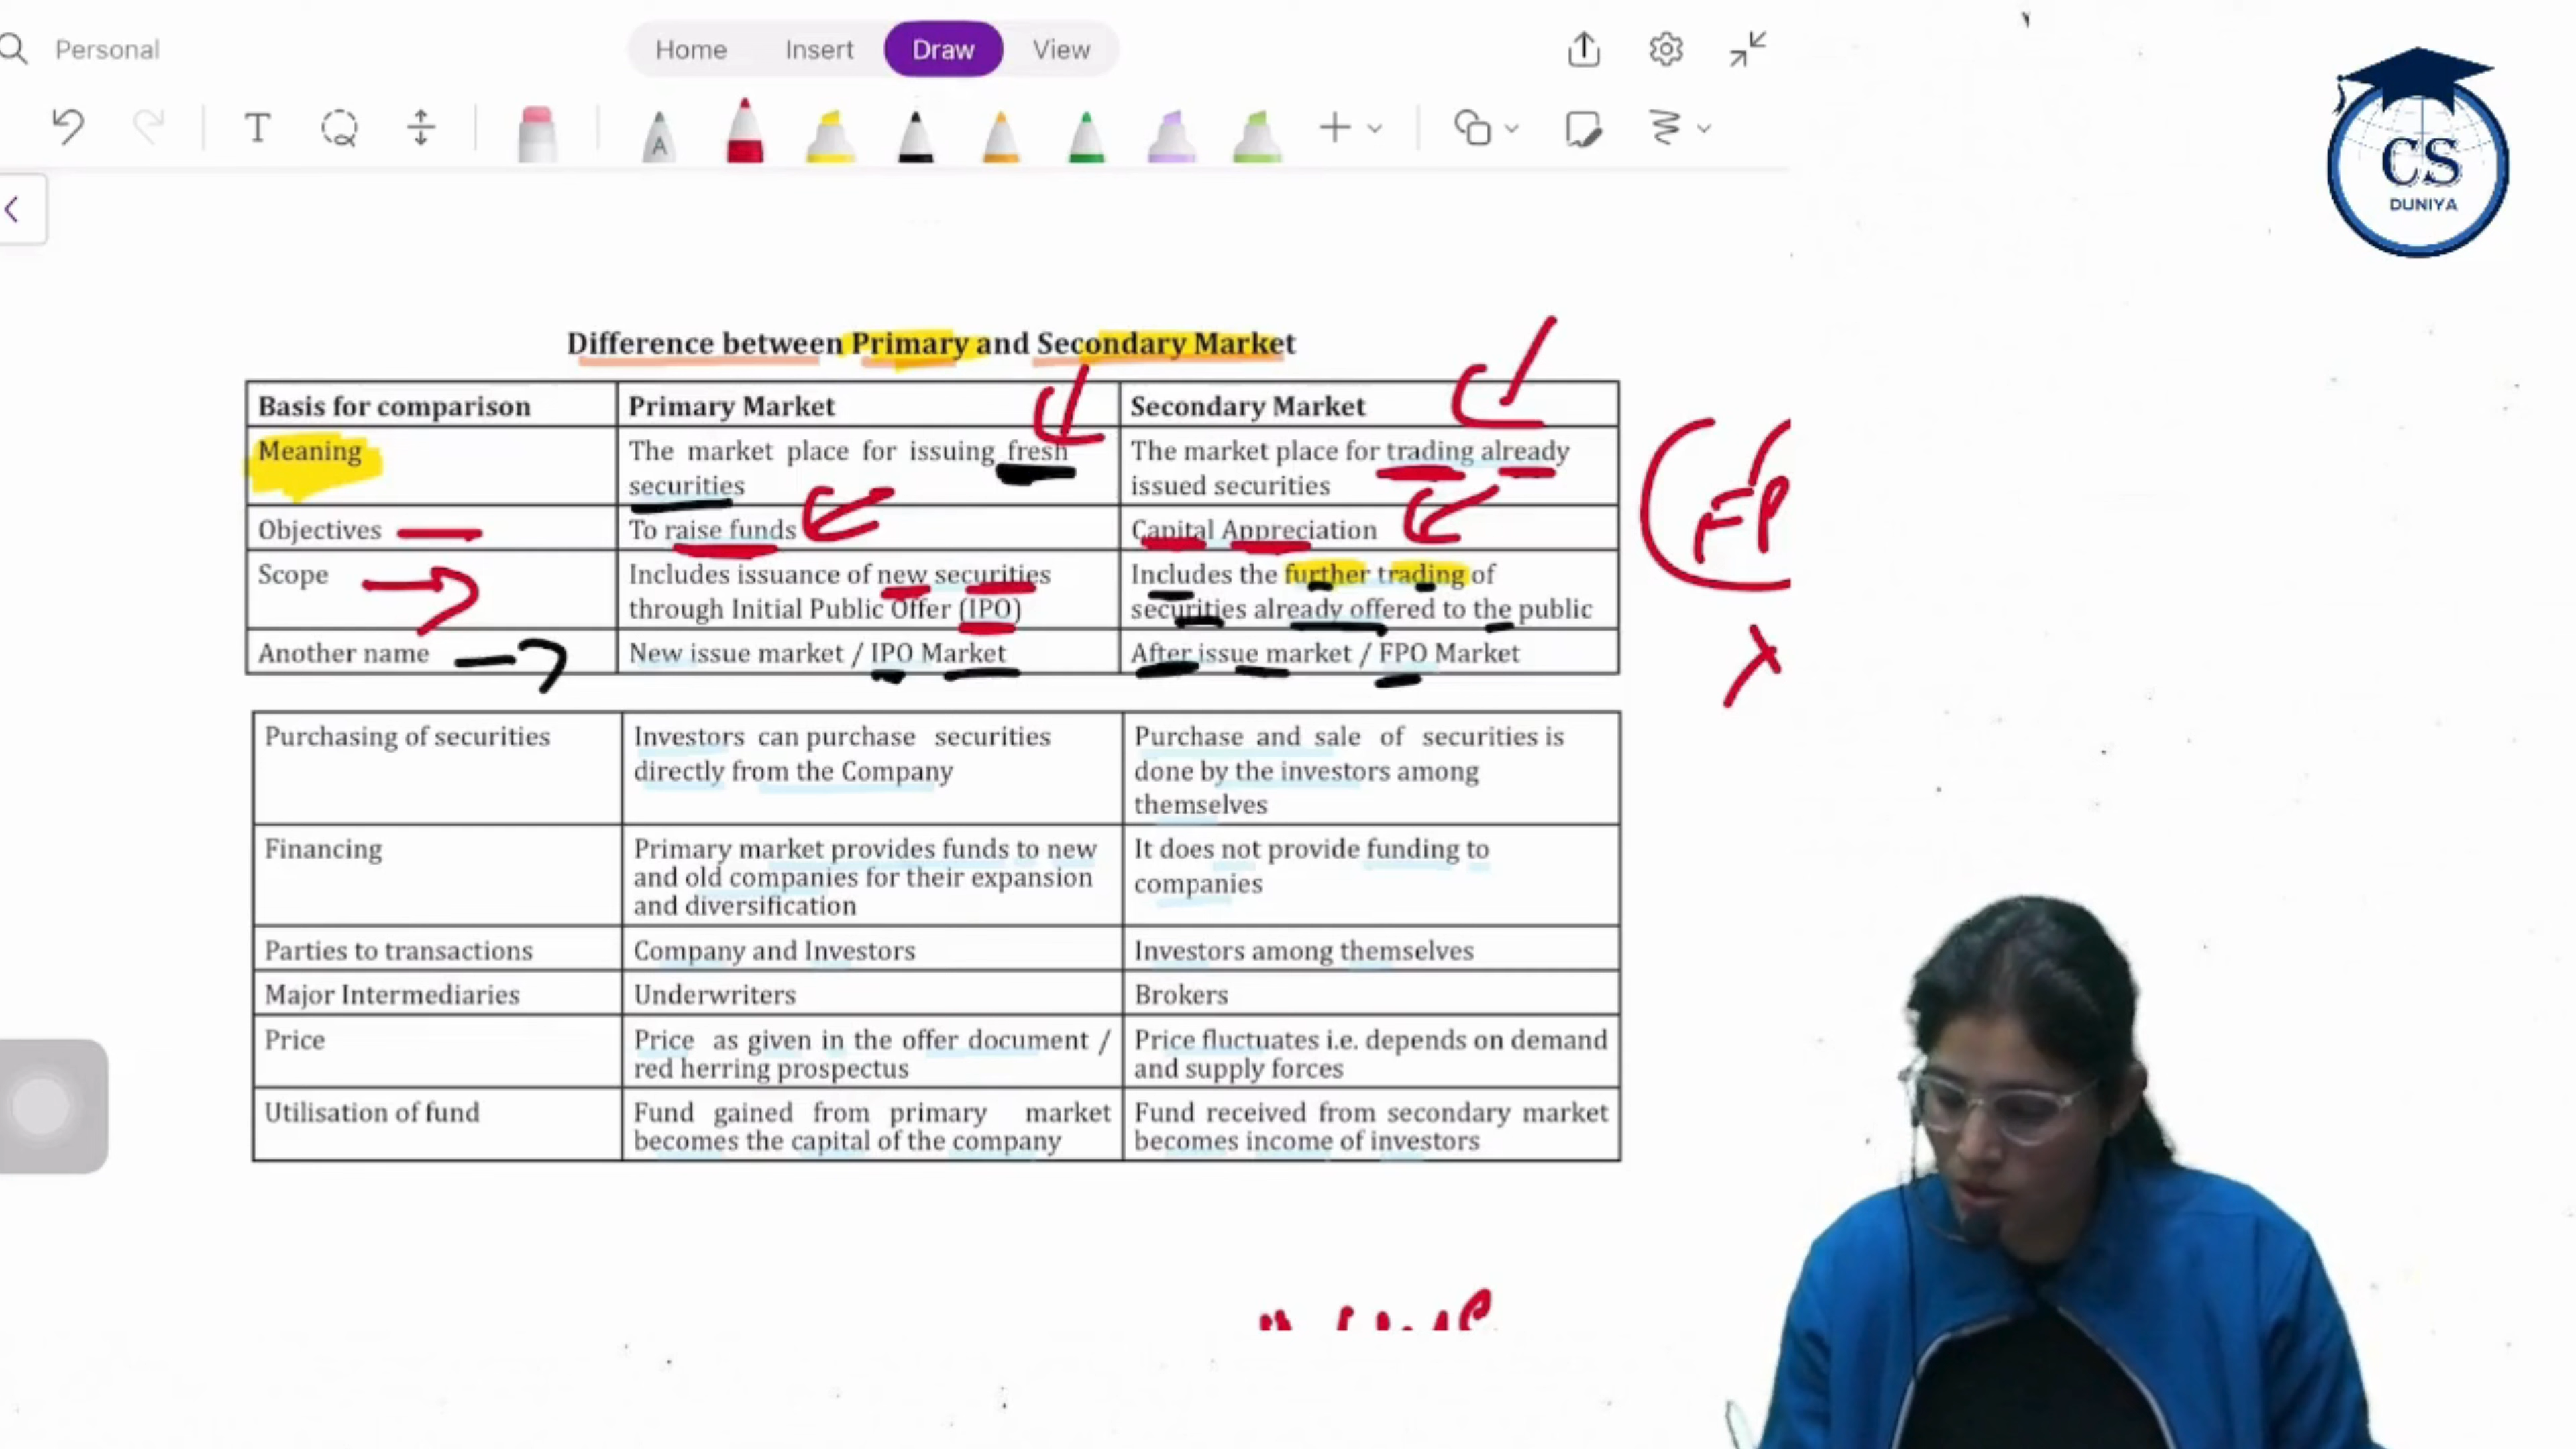 Personal
Home Insert Draw View
T
A
CS
DUNIYA
Difference between Primary and Secondary Market
Basis for comparison Primary Market Secondary Market
Meaning The market place for issuing fresh securities The market place for trading already issued securities
Objectives To raise funds Capital Appreciation
Scope Includes issuance of new securities through Initial Public Offer (IPO) Includes the further trading of securities already offered to the public
Another name New issue market / IPO Market After issue market / FPO Market
FP
Purchasing of securities Investors can purchase securities directly from the Company Purchase and sale of securities is done by the investors among themselves
Financing Primary market provides funds to new and old companies for their expansion and diversification It does not provide funding to companies
Parties to transactions Company and Investors Investors among themselves
Major Intermediaries Underwriters Brokers
Price Price as given in the offer document / red herring prospectus Price fluctuates i.e. depends on demand and supply forces
Utilisation of fund Fund gained from primary market becomes the capital of the company Fund received from secondary market becomes income of investors